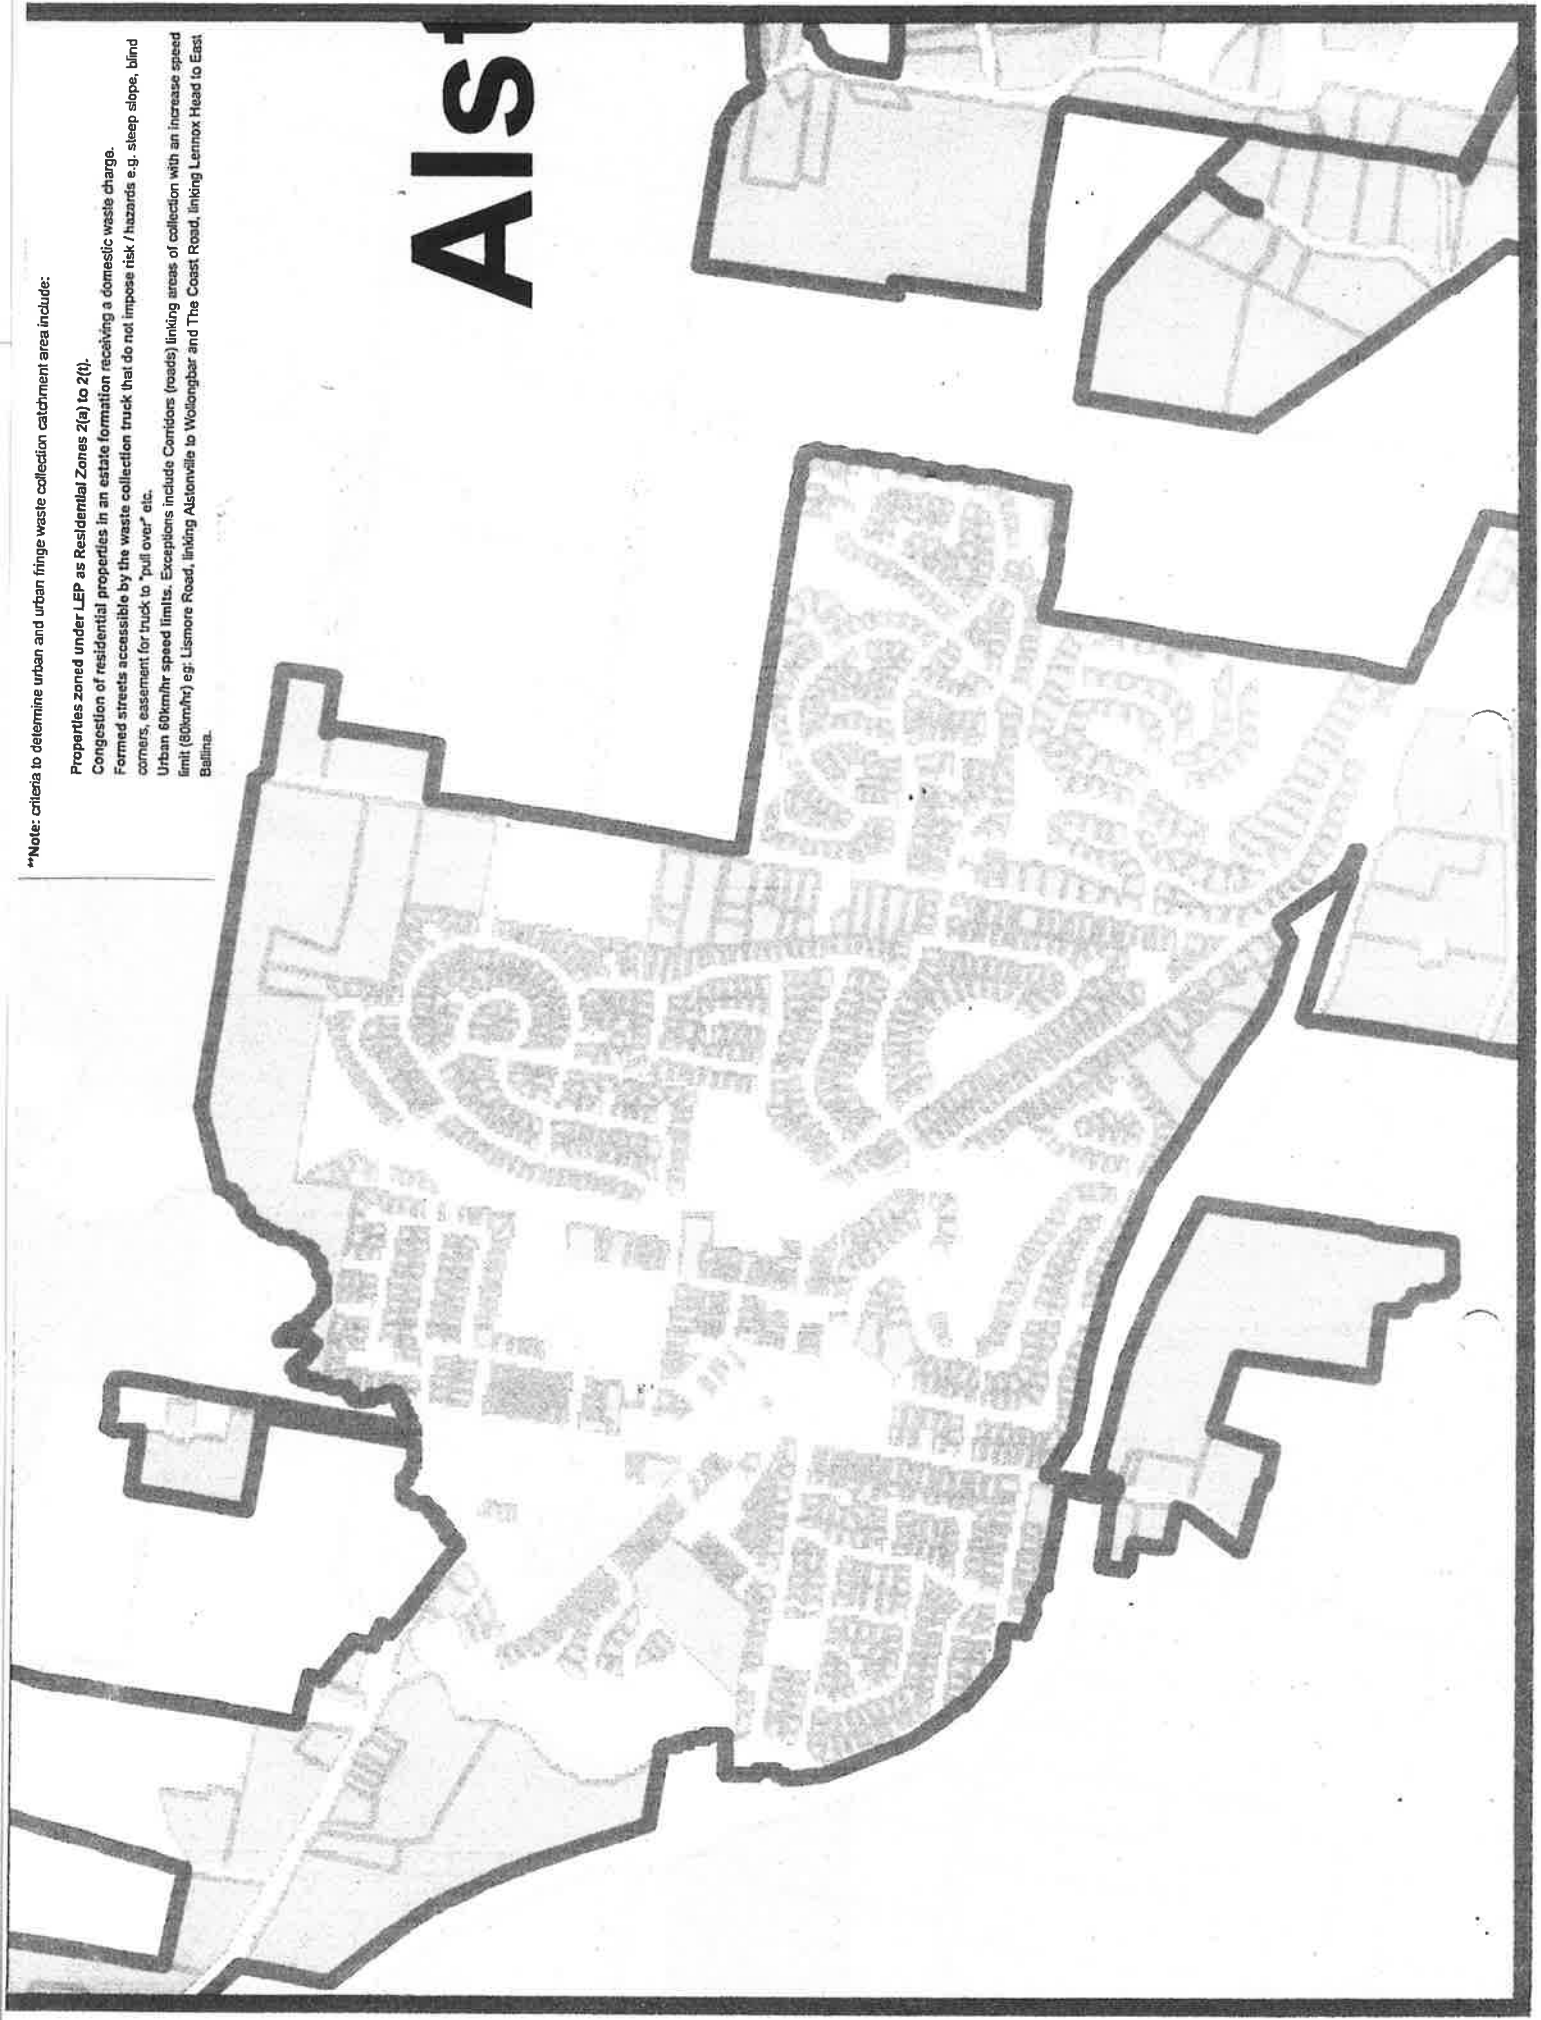 **Note: criteria to determine urban and urban fringe waste collection catchment area include:
Properties zoned under LEP as Residential Zones 2(a) to 2(t).
Congestion of residential properties in an estate formation receiving a domestic waste charge.
Formed streets accessible by the waste collection truck that do not impose risk / hazards e.g. steep slope, blind
corners, easement for truck to "pull over" etc.
Urban 60km/hr speed limits. Exceptions include Corridors (roads) linking areas of collection with an increase speed
limit (80km/hr) eg: Lismore Road, linking Alstonville to Wollongbar and The Coast Road, linking Lennox Head to East
Ballina.
Alst